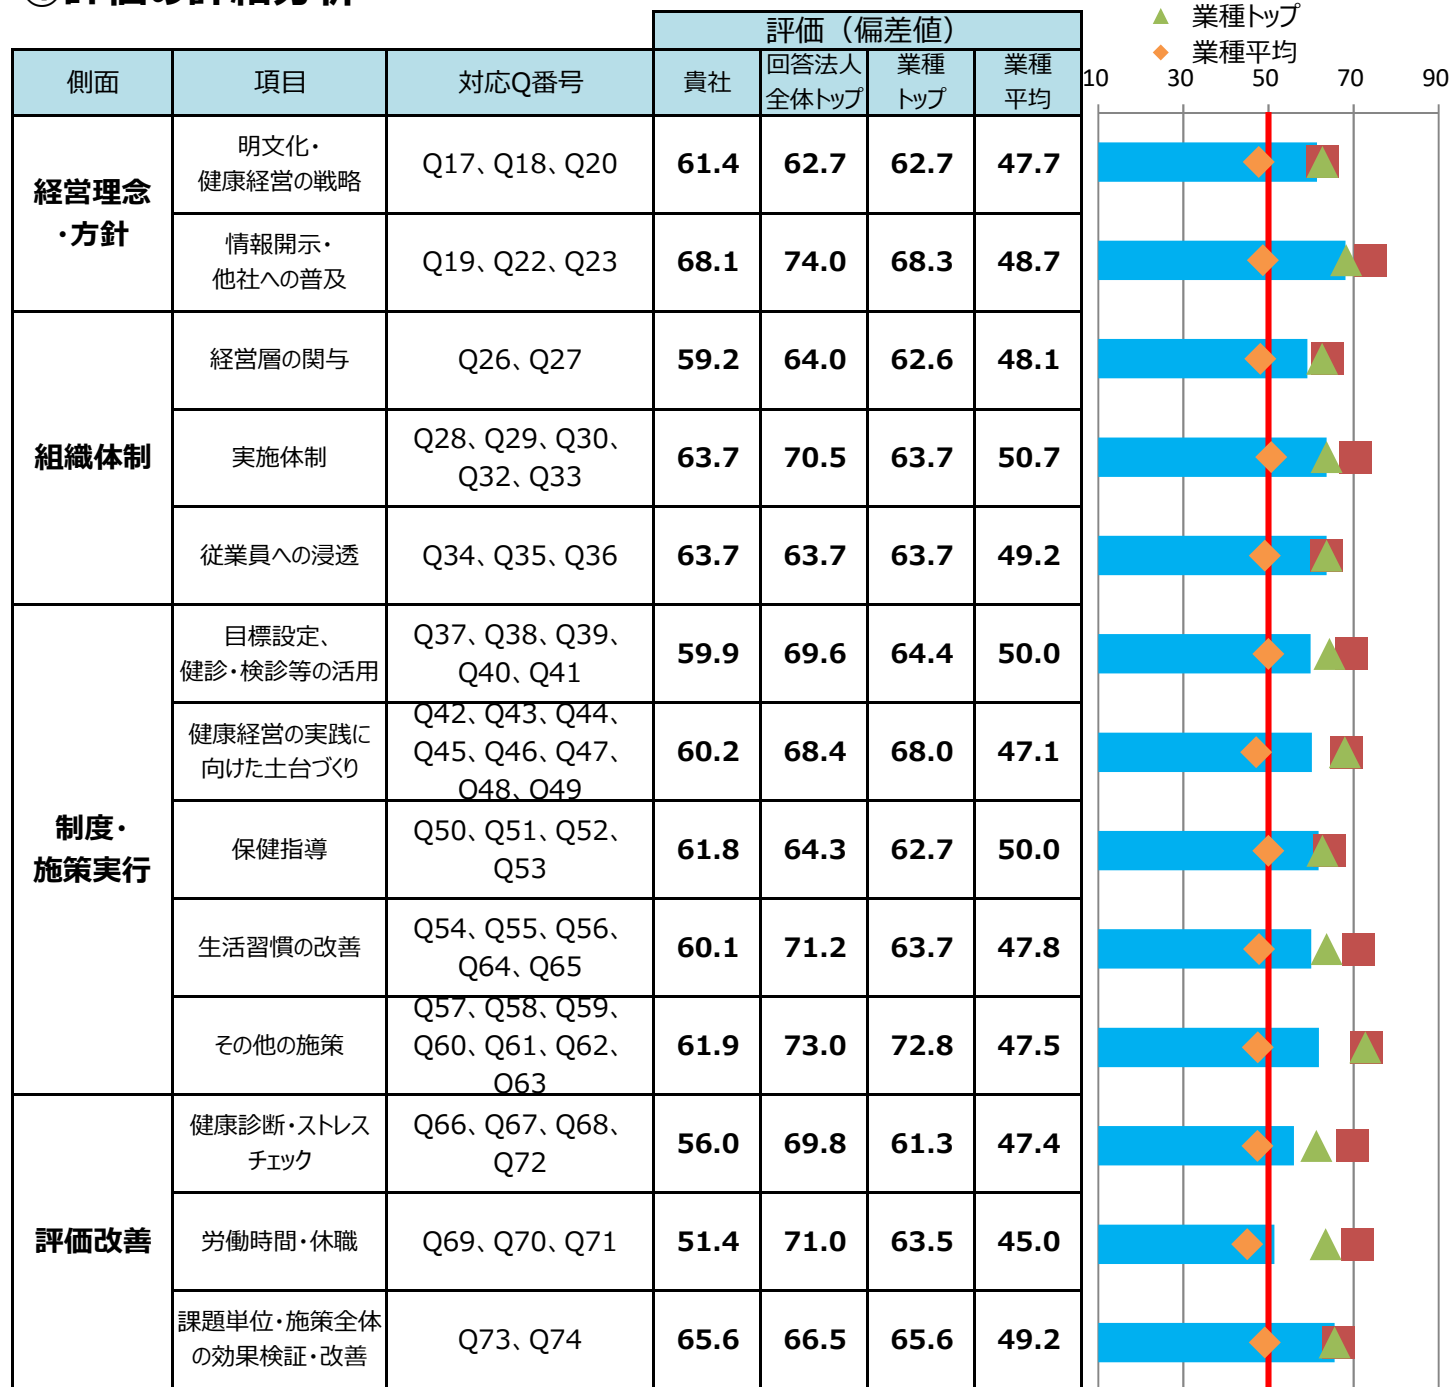 ①評価の詳細分析
▲ 業種トップ
◆ 業種平均
評価（偏差値）
側面 項目 対応Q番号 貴社 回答法人 業種 業種
全体トップ トップ 平均
10 30 50 70 90
経営理念
・方針
明文化・
健康経営の戦略
Q17、Q18、Q20 61.4 62.7 62.7 47.7
情報開示・
他社への普及
Q19、Q22、Q23 68.1 74.0 68.3 48.7
組織体制
経営層の関与 Q26、Q27 59.2 64.0 62.6 48.1
実施体制
Q28、Q29、Q30、
Q32、Q33
63.7 70.5 63.7 50.7
従業員への浸透 Q34、Q35、Q36 63.7 63.7 63.7 49.2
制度・
施策実行
目標設定、
健診・検診等の活用
Q37、Q38、Q39、
Q40、Q41
59.9 69.6 64.4 50.0
健康経営の実践に
向けた土台づくり
Q42、Q43、Q44、
Q45、Q46、Q47、
Q48、Q49
60.2 68.4 68.0 47.1
保健指導
Q50、Q51、Q52、
Q53
61.8 64.3 62.7 50.0
生活習慣の改善
Q54、Q55、Q56、
Q64、Q65
60.1 71.2 63.7 47.8
その他の施策
Q57、Q58、Q59、
Q60、Q61、Q62、
Q63
61.9 73.0 72.8 47.5
評価改善
健康診断・ストレス
チェック
Q66、Q67、Q68、
Q72
56.0 69.8 61.3 47.4
労働時間・休職 Q69、Q70、Q71 51.4 71.0 63.5 45.0
課題単位・施策全体
の効果検証・改善
Q73、Q74 65.6 66.5 65.6 49.2